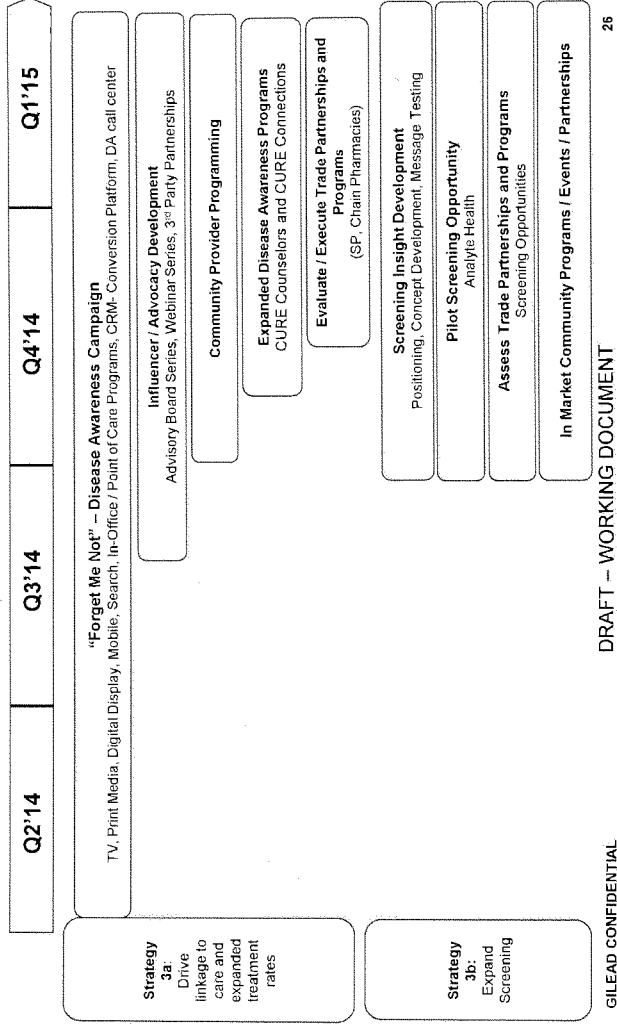 Q2'14
Q3'14
Q4'14
Q1'15
Strategy
3a:
Drive
linkage to
care and
expanded
treatment
rates
"Forget Me Not" – Disease Awareness Campaign
TV, Print Media, Digital Display, Mobile, Search, In-Office / Point of Care Programs, CRM- Conversion Platform, DA call center
Influencer / Advocacy Development
Advisory Board Series, Webinar Series, 3rd Party Partnerships
Community Provider Programming
Expanded Disease Awareness Programs
CURE Counselors and CURE Connections
Evaluate / Execute Trade Partnerships and
Programs
(SP, Chain Pharmacies)
Strategy
3b:
Expand
Screening
Screening Insight Development
Positioning, Concept Development, Message Testing
Pilot Screening Opportunity
Analyte Health
Assess Trade Partnerships and Programs
Screening Opportunities
In Market Community Programs / Events / Partnerships
GILEAD CONFIDENTIAL
DRAFT – WORKING DOCUMENT
26